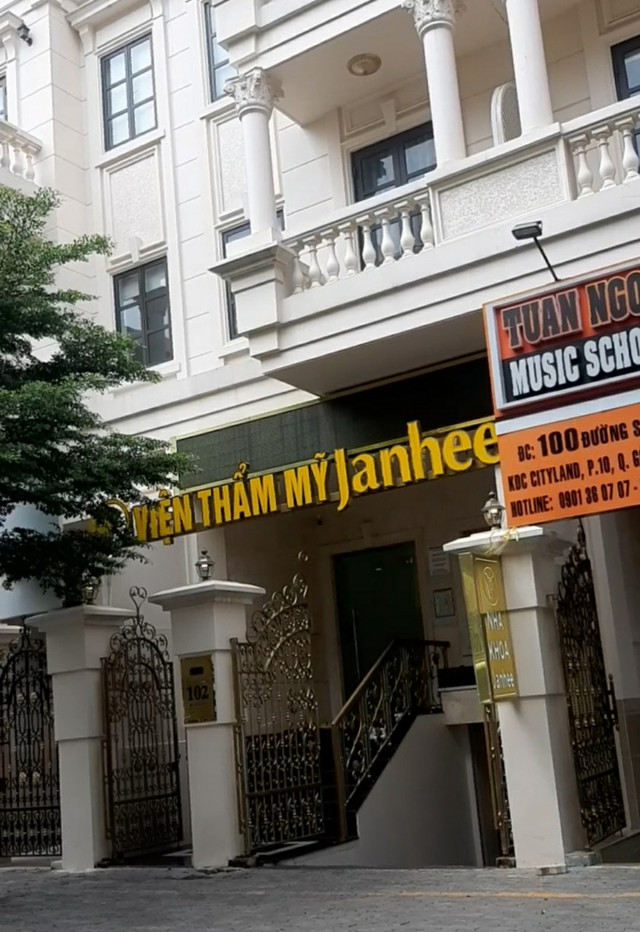 VIỆN THẨM MỸ Janhee
102
NHA
KHOA
Janhee
TUAN NGO
MUSIC SCHO
ĐC: 100 ĐƯỜNG S
KDC CITYLAND, P.10, Q. G
HOTLINE: 0901 36 07 07 -